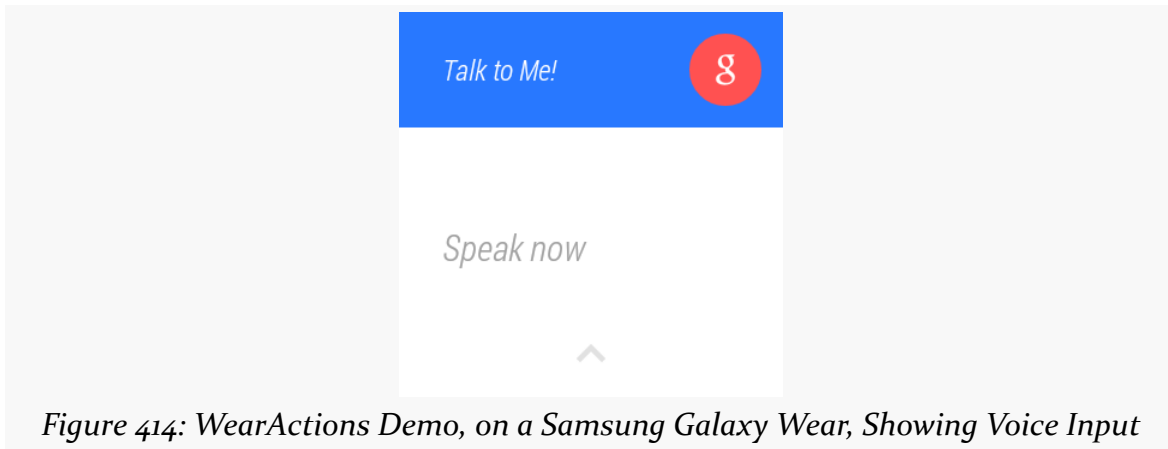 Talk to Me!
g
Speak now
Figure 414: WearActions Demo, on a Samsung Galaxy Wear, Showing Voice Input